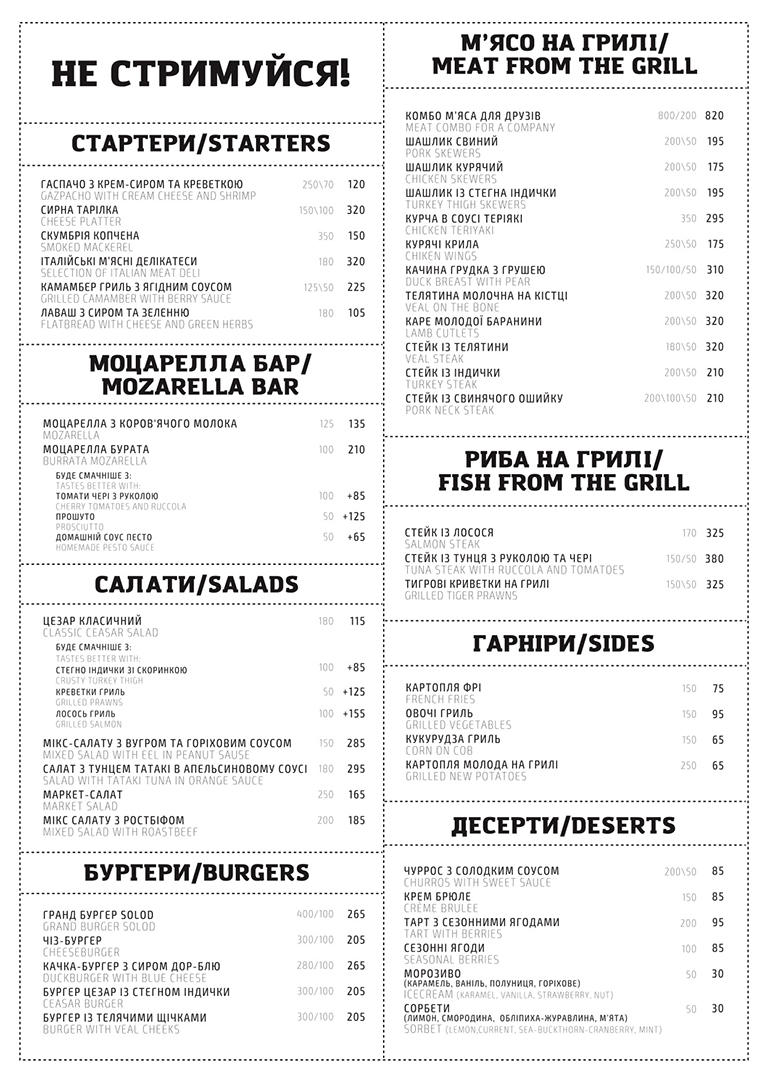 НЕ СТРИМУЙСЯ!
СТАРТЕРИ/STARTERS
ГАСПАЧО З КРЕМ-СИРОМ ТА КРЕВЕТКОЮ 250\70 120
GAZPACHO WITH CREAM CHEESE AND SHRIMP
СИРНА ТАРІЛКА 150\100 320
CHEESE PLATTER
СКУМБРІЯ КОПЧЕНА 350 150
SMOKED MACKEREL
ІТАЛІЙСЬКІ М'ЯСНІ ДЕЛІКАТЕСИ 180 320
SELECTION OF ITALIAN MEAT DELI
КАМАМБЕР ГРИЛЬ З ЯГІДНИМ СОУСОМ 125\50 225
GRILLED CAMAMBER WITH BERRY SAUCE
ЛАВАШ З СИРОМ ТА ЗЕЛЕННЮ 180 105
FLATBREAD WITH CHEESE AND GREEN HERBS
МОЦАРЕЛЛА БАР/
MOZARELLA BAR
МОЦАРЕЛЛА З КОРОВ'ЯЧОГО МОЛОКА 125 135
MOZARELLA
МОЦАРЕЛЛА БУРАТА 100 210
BURRATA MOZARELLA
БУДЕ СМАЧНІШЕ З:
TASTES BETTER WITH:
ТОМАТИ ЧЕРІ З РУКОЛОЮ 100 +85
CHERRY TOMATOES AND RUCCOLA
ПРОШУТО 50 +125
PROSCIUTTO
ДОМАШНІЙ СОУС ПЕСТО 50 +65
HOMEMADE PESTO SAUCE
САЛАТИ/SALADS
ЦЕЗАР КЛАСИЧНИЙ 180 115
CLASSIC CEASAR SALAD
БУДЕ СМАЧНІШЕ З:
TASTES BETTER WITH:
СТЕГНО ІНДИЧКИ ЗІ СКОРИНКОЮ 100 +85
CRUSTY TURKEY THIGH
КРЕВЕТКИ ГРИЛЬ 50 +125
GRILLED PRAWNS
ЛОСОСЬ ГРИЛЬ 100 +155
GRILLED SALMON
МІКС-САЛАТУ З ВУГРОМ ТА ГОРІХОВИМ СОУСОМ 150 285
MIXED SALAD WITH EEL IN PEANUT SAUSE
САЛАТ З ТУНЦЕМ ТАТАКІ В АПЕЛЬСИНОВОМУ СОУСІ 180 295
SALAD WITH TATAKI TUNA IN ORANGE SAUCE
МАРКЕТ-САЛАТ 250 165
MARKET SALAD
МІКС САЛАТУ З РОСТБІФОМ 200 185
MIXED SALAD WITH ROASTBEEF
БУРГЕРИ/BURGERS
ГРАНД БУРГЕР SOLOD 400/100 265
GRAND BURGER SOLOD
ЧІЗ-БУРГЕР 300/100 205
CHEESEBURGER
КАЧКА-БУРГЕР З СИРОМ ДОР-БЛЮ 280/100 265
DUCKBURGER WITH BLUE CHEESE
БУРГЕР ЦЕЗАР ІЗ СТЕГНОМ ІНДИЧКИ 300/100 205
CEASAR BURGER
БУРГЕР ІЗ ТЕЛЯЧИМИ ЩІЧКАМИ 300/100 205
BURGER WITH VEAL CHEEKS
М'ЯСО НА ГРИЛІ/
MEAT FROM THE GRILL
КОМБО М'ЯСА ДЛЯ ДРУЗІВ 800/200 820
MEAT COMBO FOR A COMPANY
ШАШЛИК СВИНИЙ 200\50 195
PORK SKEWERS
ШАШЛИК КУРЯЧИЙ 200\50 175
CHICKEN SKEWERS
ШАШЛИК ІЗ СТЕГНА ІНДИЧКИ 200\50 195
TURKEY THIGH SKEWERS
КУРЧА В СОУСІ ТЕРІЯКІ 350 295
CHICKEN TERIYAKI
КУРЯЧІ КРИЛА 250\50 175
CHIKEN WINGS
КАЧИНА ГРУДКА З ГРУШЕЮ 150/100/50 310
DUCK BREAST WITH PEAR
ТЕЛЯТИНА МОЛОЧНА НА КІСТЦІ 200\50 320
VEAL ON THE BONE
КАРЕ МОЛОДОЇ БАРАНИНИ 200\50 320
LAMB CUTLETS
СТЕЙК ІЗ ТЕЛЯТИНИ 180\50 320
VEAL STEAK
СТЕЙК ІЗ ІНДИЧКИ 200\50 210
TURKEY STEAK
СТЕЙК ІЗ СВИНЯЧОГО ОШИЙКУ 200\100\50 210
PORK NECK STEAK
РИБА НА ГРИЛІ/
FISH FROM THE GRILL
СТЕЙК ІЗ ЛОСОСЯ 170 325
SALMON STEAK
СТЕЙК ІЗ ТУНЦЯ З РУКОЛОЮ ТА ЧЕРІ 150/50 380
TUNA STEAK WITH RUCCOLA AND TOMATOES
ТИГРОВІ КРИВЕТКИ НА ГРИЛІ 150\50 325
GRILLED TIGER PRAWNS
ГАРНІРИ/SIDES
КАРТОПЛЯ ФРІ 150 75
FRENCH FRIES
ОВОЧІ ГРИЛЬ 150 95
GRILLED VEGETABLES
КУКУРУДЗА ГРИЛЬ 150 65
CORN ON COB
КАРТОПЛЯ МОЛОДА НА ГРИЛІ 250 65
GRILLED NEW POTATOES
ДЕСЕРТИ/DESERTS
ЧУРРОС З СОЛОДКИМ СОУСОМ 200\50 85
CHURROS WITH SWEET SAUCE
КРЕМ БРЮЛЕ 150 85
CRÈME BRULEE
ТАРТ З СЕЗОННИМИ ЯГОДАМИ 200 95
TART WITH BERRIES
СЕЗОННІ ЯГОДИ 100 85
SEASONAL BERRIES
МОРОЗИВО 50 30
(КАРАМЕЛЬ, ВАНІЛЬ, ПОЛУНИЦЯ, ГОРІХОВЕ)
ICECREAM (KARAMEL, VANILLA, STRAWBERRY, NUT)
СОРБЕТИ 50 30
(ЛИМОН, СМОРОДИНА, ОБЛІПИХА-ЖУРАВЛИНА, М'ЯТА)
SORBET (LEMON,CURRENT, SEA-BUCKTHORN-CRANBERRY, MINT)